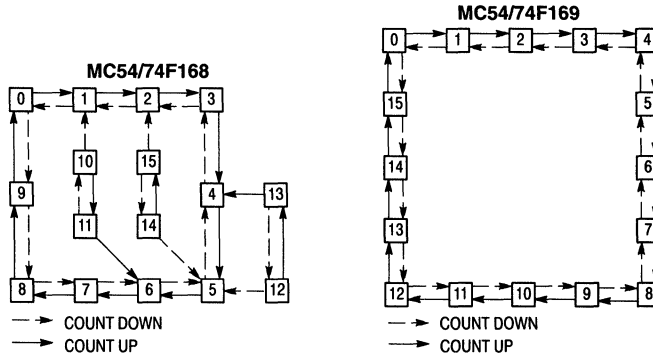 MC54/74F168
0 1 2 3
10 15
9 4 13
11 14
8 7 6 5 12
COUNT DOWN
COUNT UP
MC54/74F169
0 1 2 3 4
15 5
14 6
13 7
12 11 10 9 8
COUNT DOWN
COUNT UP